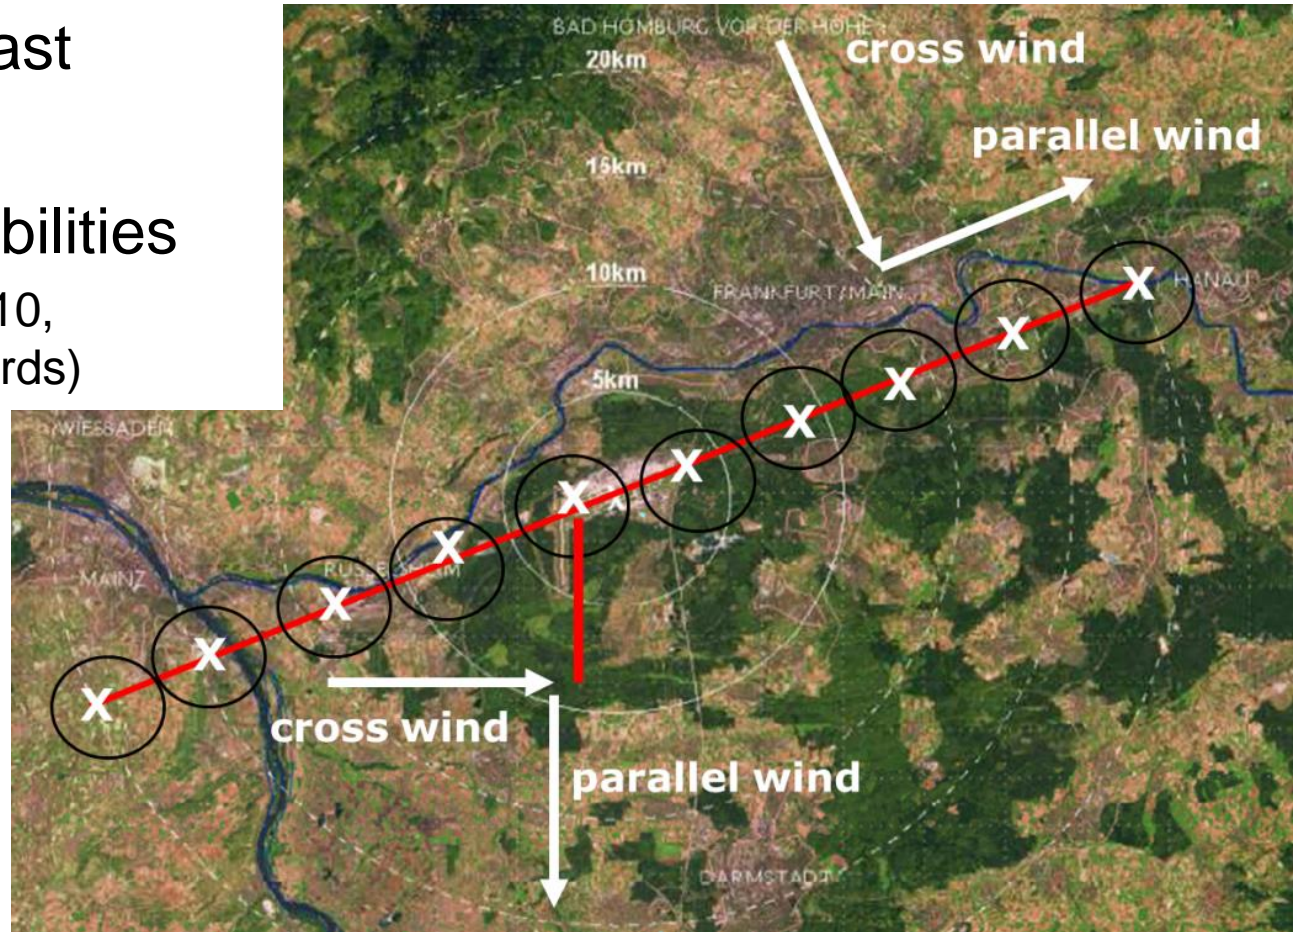 ast
bilities
10,
rds)
BAD HOMBURG VOR DER HÖHE
cross wind
20km
parallel wind
15km
10km
FRANKFURT/MAIN
HANAU
X
X
X
5km
X
X
WIESBADEN
X
X
X
MAINZ
X
X
X
cross wind
parallel wind
DARMSTADT